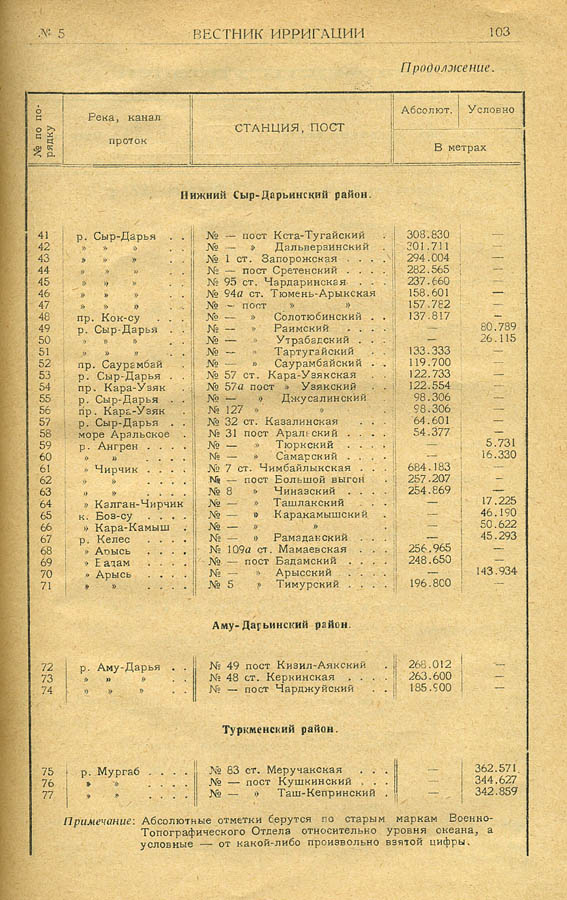 № 5 ВЕСТНИК ИРРИГАЦИИ 103
Продолжение.
№ по порядку Река, канал проток СТАНЦИЯ, ПОСТ Абсолют. Условно
В метрах
Нижний Сыр-Дарьинский район.
41 р. Сыр-Дарья . . № — пост Кста-Тугайский . 308.830 —
42 » » » № — » Дальверзинский . 301.711 —
43 » » » № 1 ст. Запорожская . . . . 294.004 —
44 » » » № — пост Сретенский . . . . 282.565 —
45 » » » № 95 ст. Чардаринская . . . 237.660 —
46 » » » № 94а ст. Тюмень-Арыкская 158.601 —
47 » » » № — пост » » 157.782 —
48 пр. Кок-су . . . № — » Солотюбинский . . 137.817 —
49 р. Сыр-Дарья . . № — » Раимский . . . . — 80.789
50 » » » № — » Утрабадский . . . — 26.115
51 » » » № — » Тартугайский . . 133.333 —
52 пр. Саурамбай № — » Саурамбайский . . 119.700 —
53 р. Сыр-Дарья . . № 57 ст. Кара-Узякская . . . 122.733 —
54 пр. Кара-Узяк . № 57а пост » Узякский . . 122.554 —
55 р. Сыр-Дарья . . № — » Джусалинский . 98.306 —
56 пр. Кара-Узяк . № 127 » » 98.306 —
57 р. Сыр-Дарья . . № 32 ст. Казалинская . . . . 64.601 —
58 море Аральское . № 31 пост Аральский . . . . 54.377 —
59 р. Ангрен . . . . № — » Тюркский . . . . — 5.731
60 » » . . . . № — » Самарский . . . . — 16.330
61 » Чирчик . . . . № 7 ст. Чимбайлыкская . . . 684.183 —
62 » » . . . . № — пост Большой выгон . 257.207 —
63 » » . . . . № 8 » Чиназский . . . . 254.869 —
64 » Калган-Чирчик № — » Ташлакский . . . — 17.225
65 к. Боз-су . . . . № — » Каракамышский . — 46.190
66 » Кара-Камыш . № — » » — 50.622
67 р. Келес . . . . № — » Рамаданский . . . — 45.293
68 » Арысь . . . . № 109а ст. Мамаевская . . . . 256.965 —
69 » Бадам . . . . № — пост Бадамский . . . . 248.650 —
70 » Арысь . . . . № — » Арысский . . . . — 143.934
71 » » . . . . № 5 » Тимурский . . . . 196.800 —
Аму-Дарьинский район.
72 р. Аму-Дарья . . № 49 пост Кизил-Аякский . 268.012 —
73 » » » № 48 ст. Керкинская . . . . 263.600 —
74 » » » № — пост Чарджуйский . . 185.900 —
Туркменский район.
75 р. Мургаб . . . . № 83 ст. Меручакская . . . — 362.571
76 » » . . . . № — пост Кушкинский . . . — 344.627
77 » » . . . . № — » Таш-Кепринский . — 342.859
Примечание: Абсолютные отметки берутся по старым маркам Военно-
Топографического Отдела относительно уровня океана, а
условные — от какой-либо произвольно взятой цифры.